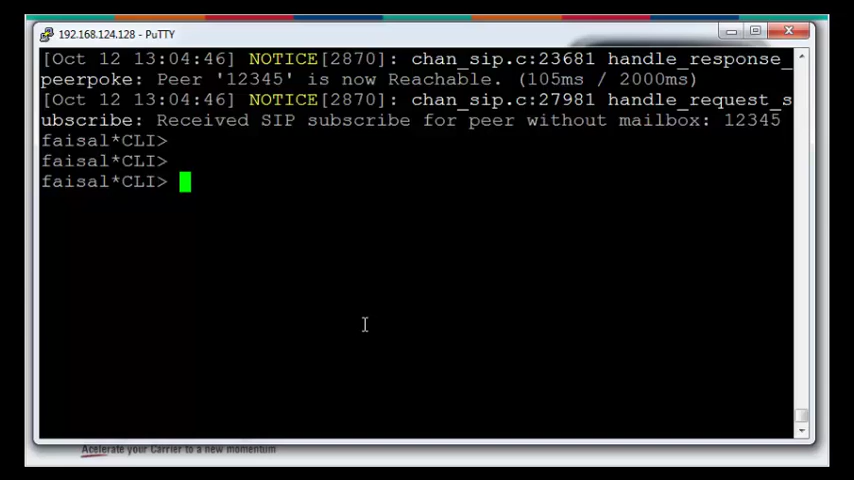 192.168.124.128 - PuTTY
[Oct 12 13:04:46] NOTICE[2870]: chan_sip.c:23681 handle_response_
peerpoke: Peer '12345' is now Reachable. (105ms / 2000ms)
[Oct 12 13:04:46] NOTICE[2870]: chan_sip.c:27981 handle_request_s
ubscribe: Received SIP subscribe for peer without mailbox: 12345
faisal*CLI>
faisal*CLI>
faisal*CLI>
Acelerate your Carrier to a new momentum